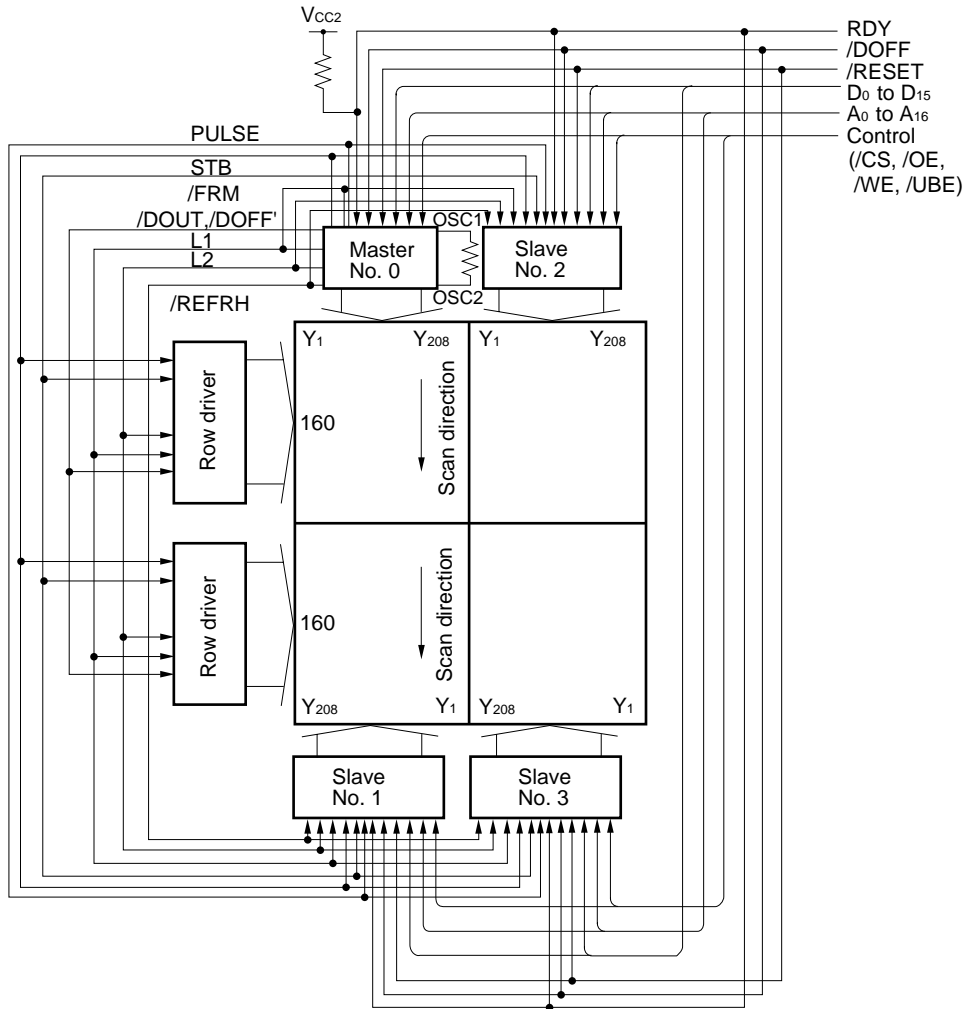 VCC2
RDY
/DOFF
/RESET
D0 to D15
A0 to A16
Control
(/CS, /OE,
/WE, /UBE)
PULSE
STB
/FRM
/DOUT,/DOFF'
L1
L2
/REFRH
OSC1
OSC2
Master
No. 0
Slave
No. 2
Y1
Y208
Y1
Y208
Row driver
160
Scan direction
Row driver
160
Scan direction
Y208
Y1
Y208
Y1
Slave
No. 1
Slave
No. 3